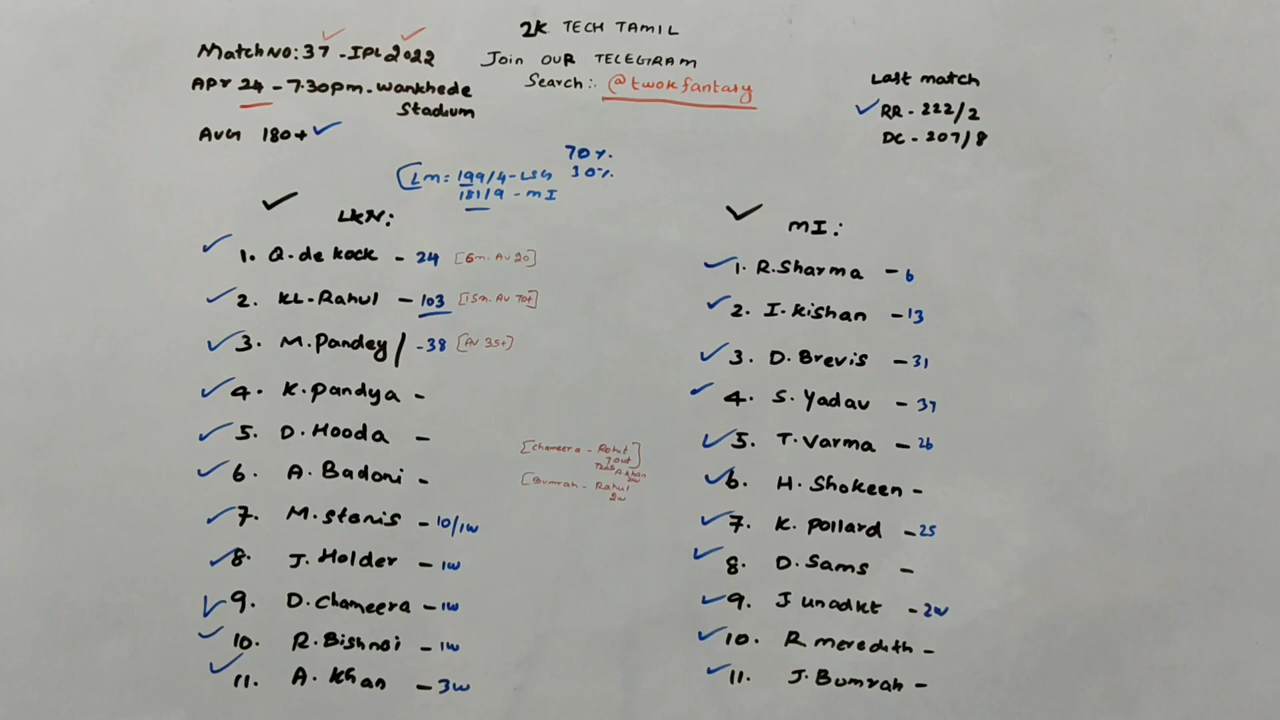 2K TECH TAMIL
Match No: 37 - IPL 2022
Join OUR TELEGRAM
Apr 24 - 7.30pm - Wankhede
Stadium
Search:- @twokfantasy
Last match
RR - 222/2
DC - 207/8
AVG 180+
70%
30%
[Lm: 199/4 - LSG
181/9 - MI
LKN:
1. Q. de kock - 24 [6m. Av 20]
2. KL. Rahul - 103 [15m. Av 70+]
3. M. Pandey / - 38 [Av 35+]
4. K. Pandya -
5. D. Hooda -
6. A. Badoni -
7. M. stonis - 10/1w
8. J. Holder - 1w
9. D. Chameera - 1w
10. R. Bishnoi - 1w
11. A. Khan - 3w
[Chameera - Rohit
[Bumrah - Rahul
2w
MI:
1. R. Sharma - 6
2. I. Kishan - 13
3. D. Brevis - 31
4. S. Yadav - 37
5. T. Varma - 26
6. H. Shokeen -
7. K. Pollard - 25
8. D. Sams -
9. J unadkt - 2w
10. R meredith -
11. J. Bumrah -